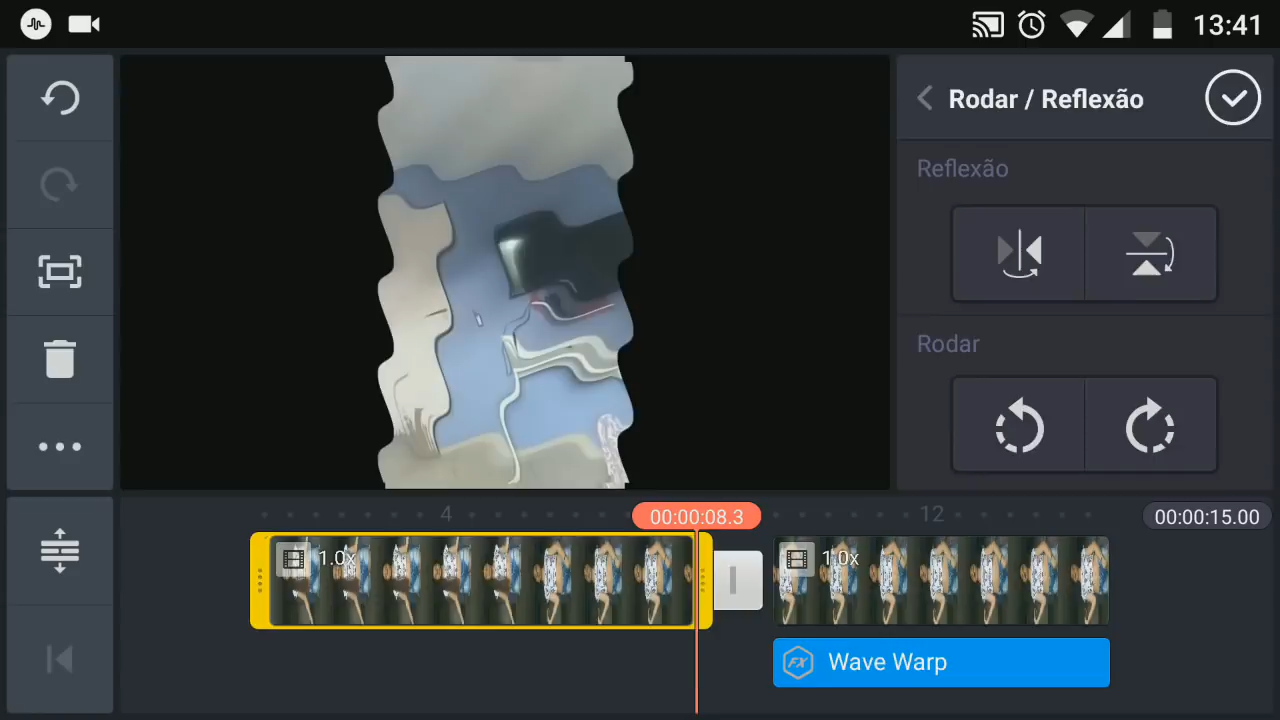 13:41
Rodar / Reflexão
Reflexão
Rodar
4
00:00:08.3
12
00:00:15.00
1.0x
1.0x
FX Wave Warp